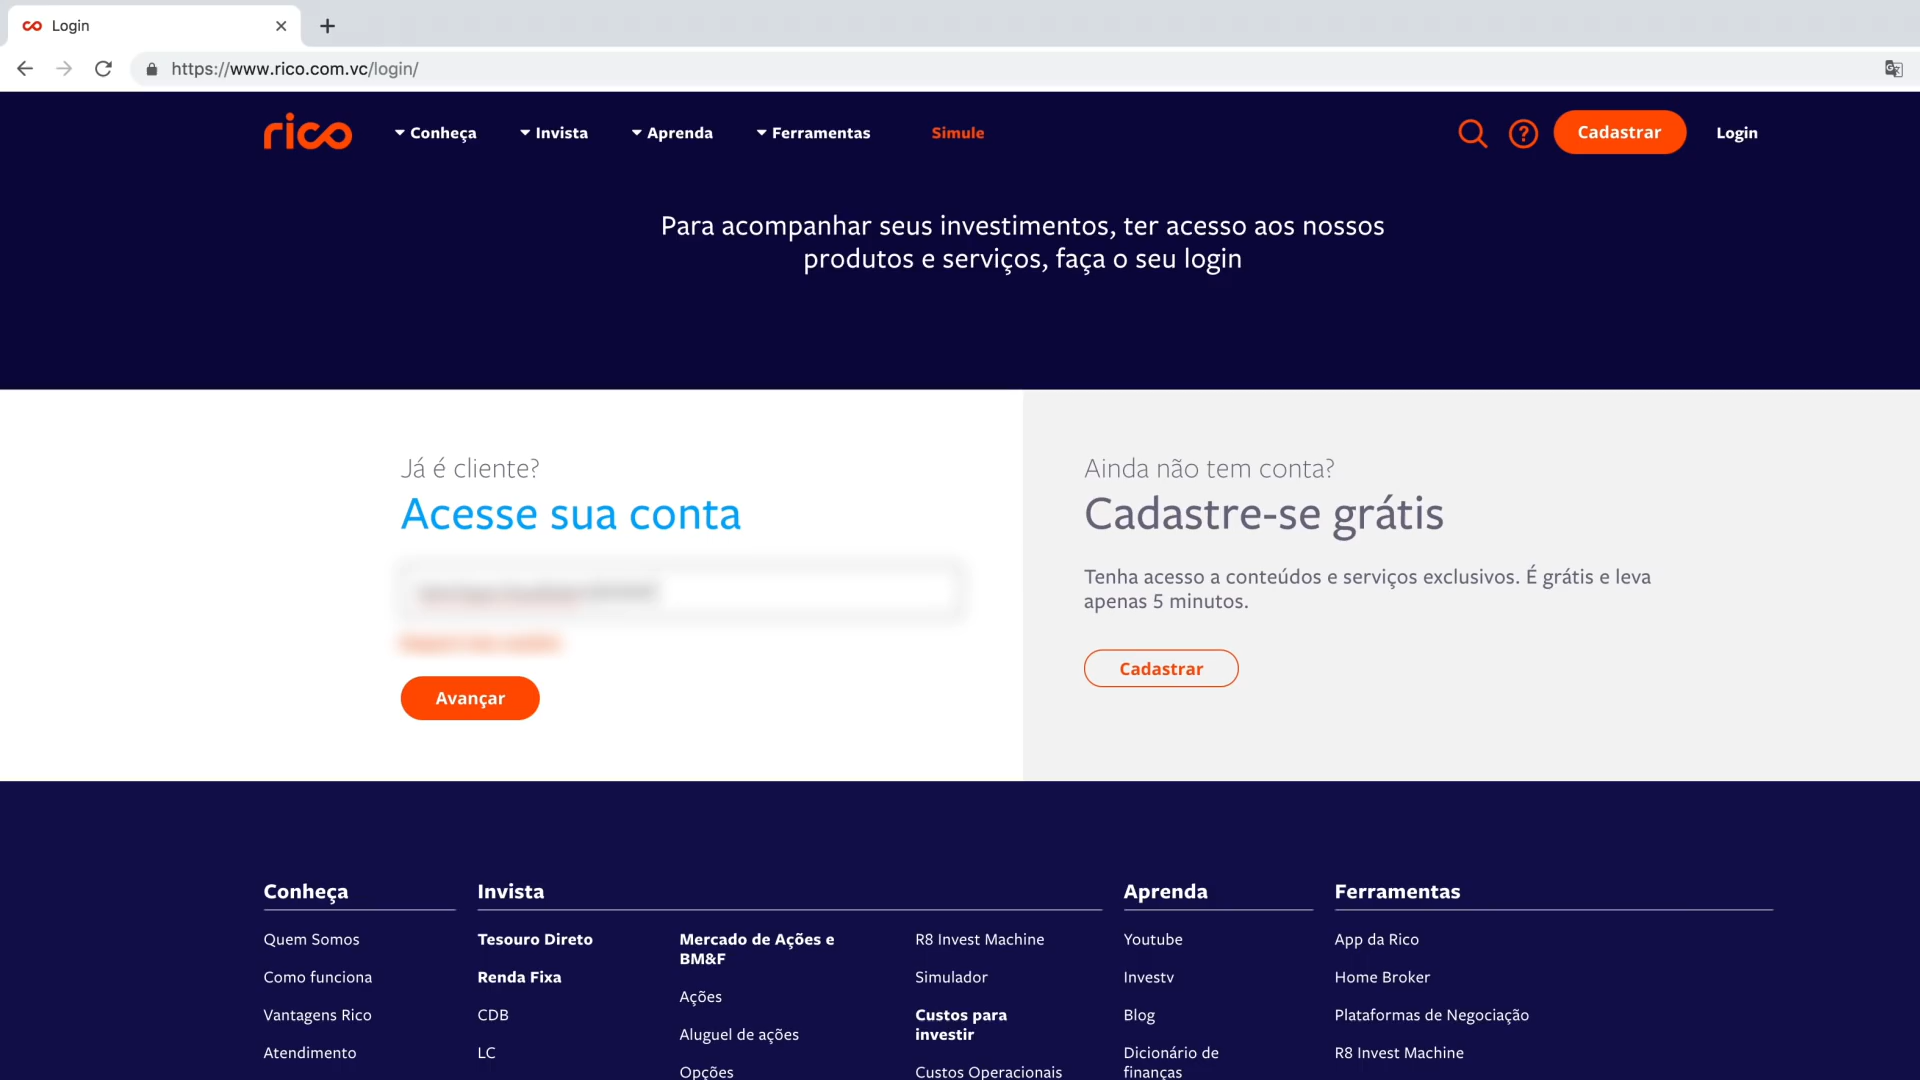 Login
https://www.rico.com.vc/login/
rico
Conheça
Invista
Aprenda
Ferramentas
Simule
?
Cadastrar
Login
Para acompanhar seus investimentos, ter acesso aos nossos
produtos e serviços, faça o seu login
Já é cliente?
Acesse sua conta
Avançar
Ainda não tem conta?
Cadastre-se grátis
Tenha acesso a conteúdos e serviços exclusivos. É grátis e leva
apenas 5 minutos.
Cadastrar
Conheça
Quem Somos
Como funciona
Vantagens Rico
Atendimento
Invista
Tesouro Direto
Renda Fixa
CDB
LC
Mercado de Ações e
BM&F
Ações
Aluguel de ações
Opções
R8 Invest Machine
Simulador
Custos para
investir
Custos Operacionais
Aprenda
Youtube
Investv
Blog
Dicionário de
finanças
Ferramentas
App da Rico
Home Broker
Plataformas de Negociação
R8 Invest Machine